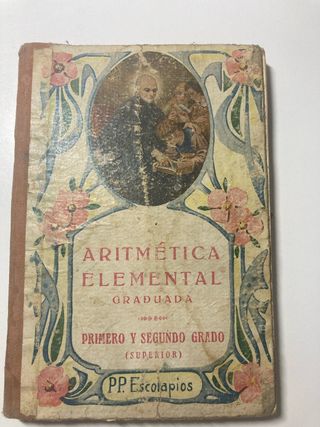 ARITMÉTICA
ELEMENTAL
GRADUADA
PRIMERO Y SEGUNDO GRADO
(SUPERIOR)
PP. Escolapios